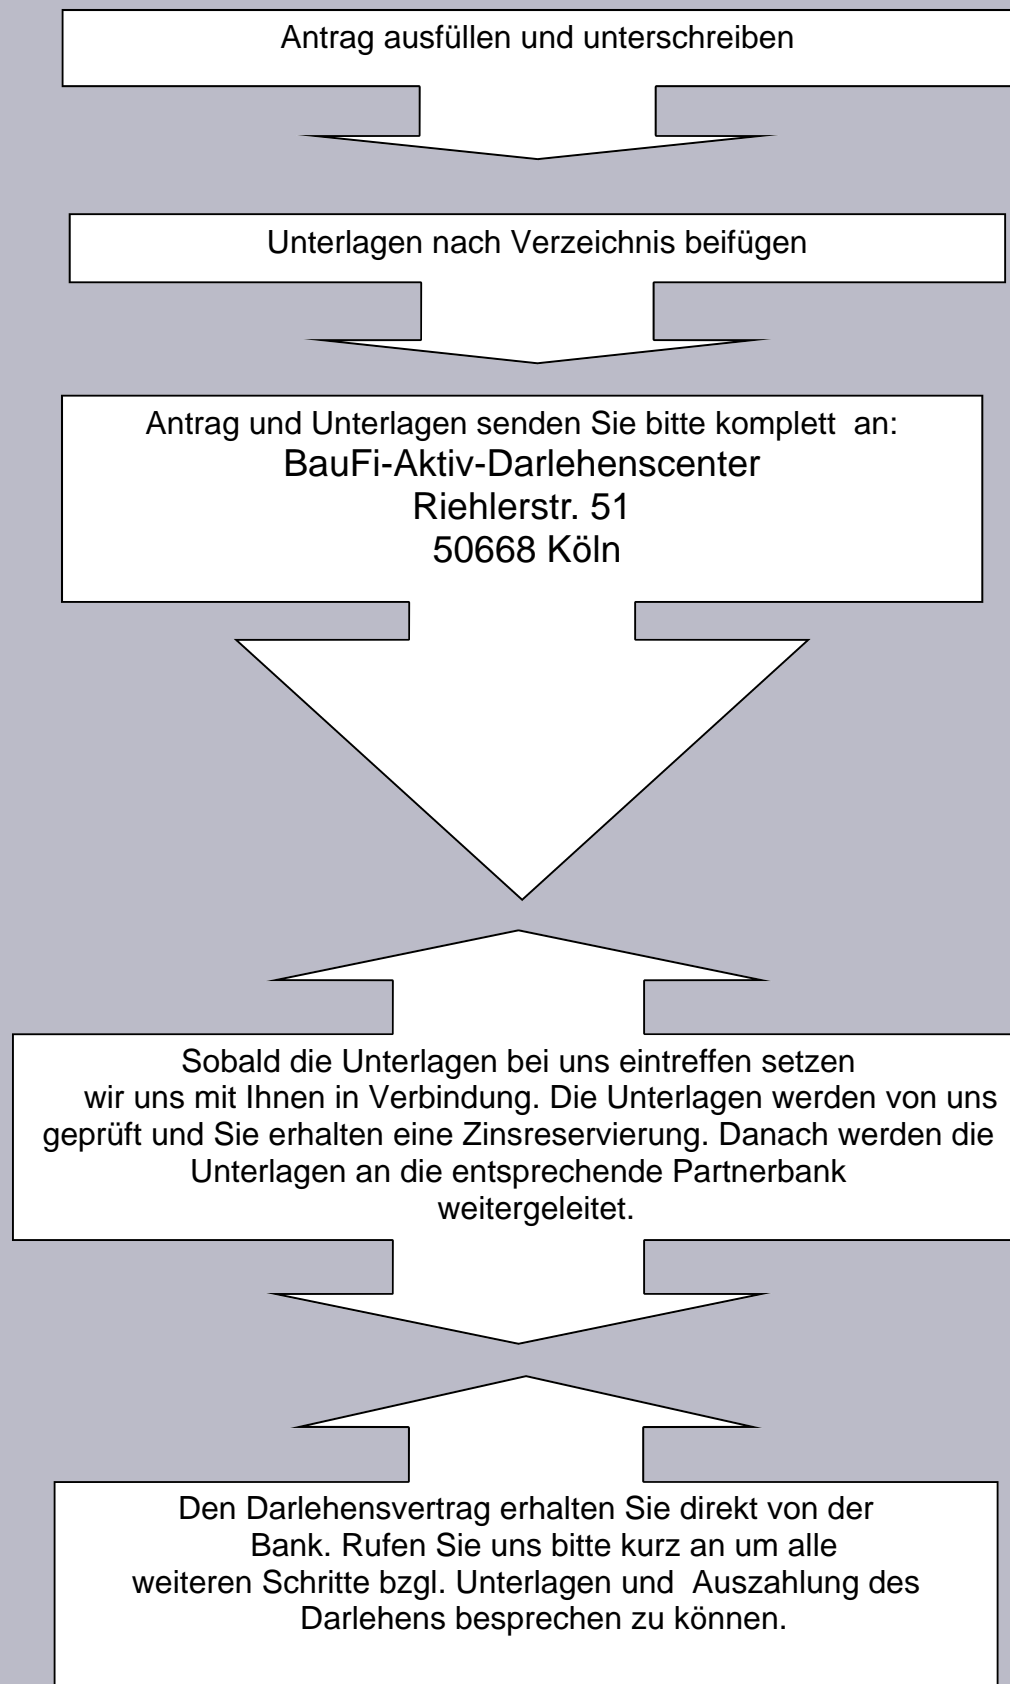 Antrag ausfüllen und unterschreiben
Unterlagen nach Verzeichnis beifügen
Antrag und Unterlagen senden Sie bitte komplett an:
BauFi-Aktiv-Darlehenscenter
Riehlerstr. 51
50668 Köln
Sobald die Unterlagen bei uns eintreffen setzen
wir uns mit Ihnen in Verbindung. Die Unterlagen werden von uns
geprüft und Sie erhalten eine Zinsreservierung. Danach werden die
Unterlagen an die entsprechende Partnerbank
weitergeleitet.
Den Darlehensvertrag erhalten Sie direkt von der
Bank. Rufen Sie uns bitte kurz an um alle
weiteren Schritte bzgl. Unterlagen und Auszahlung des
Darlehens besprechen zu können.